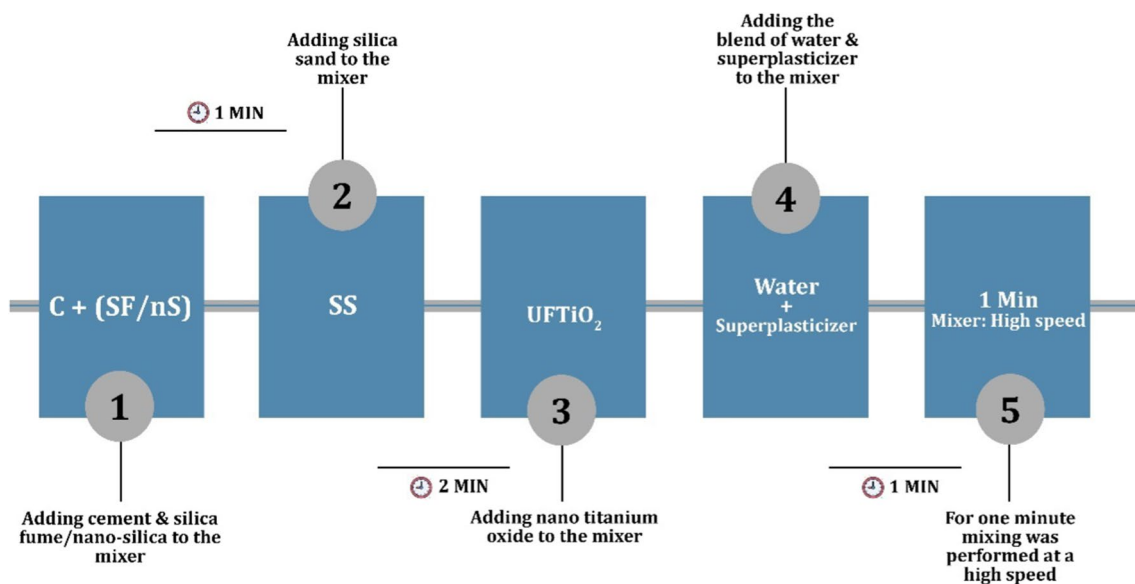 Adding silica
sand to the
mixer
Adding the
blend of water &
superplasticizer
to the mixer
1 MIN
2
4
C + (SF/nS)
SS
UFTiO₂
Water
+
Superplasticizer
1 Min
Mixer: High speed
1
3
5
2 MIN
1 MIN
Adding cement & silica
fume/nano-silica to the
mixer
Adding nano titanium
oxide to the mixer
For one minute
mixing was
performed at a
high speed